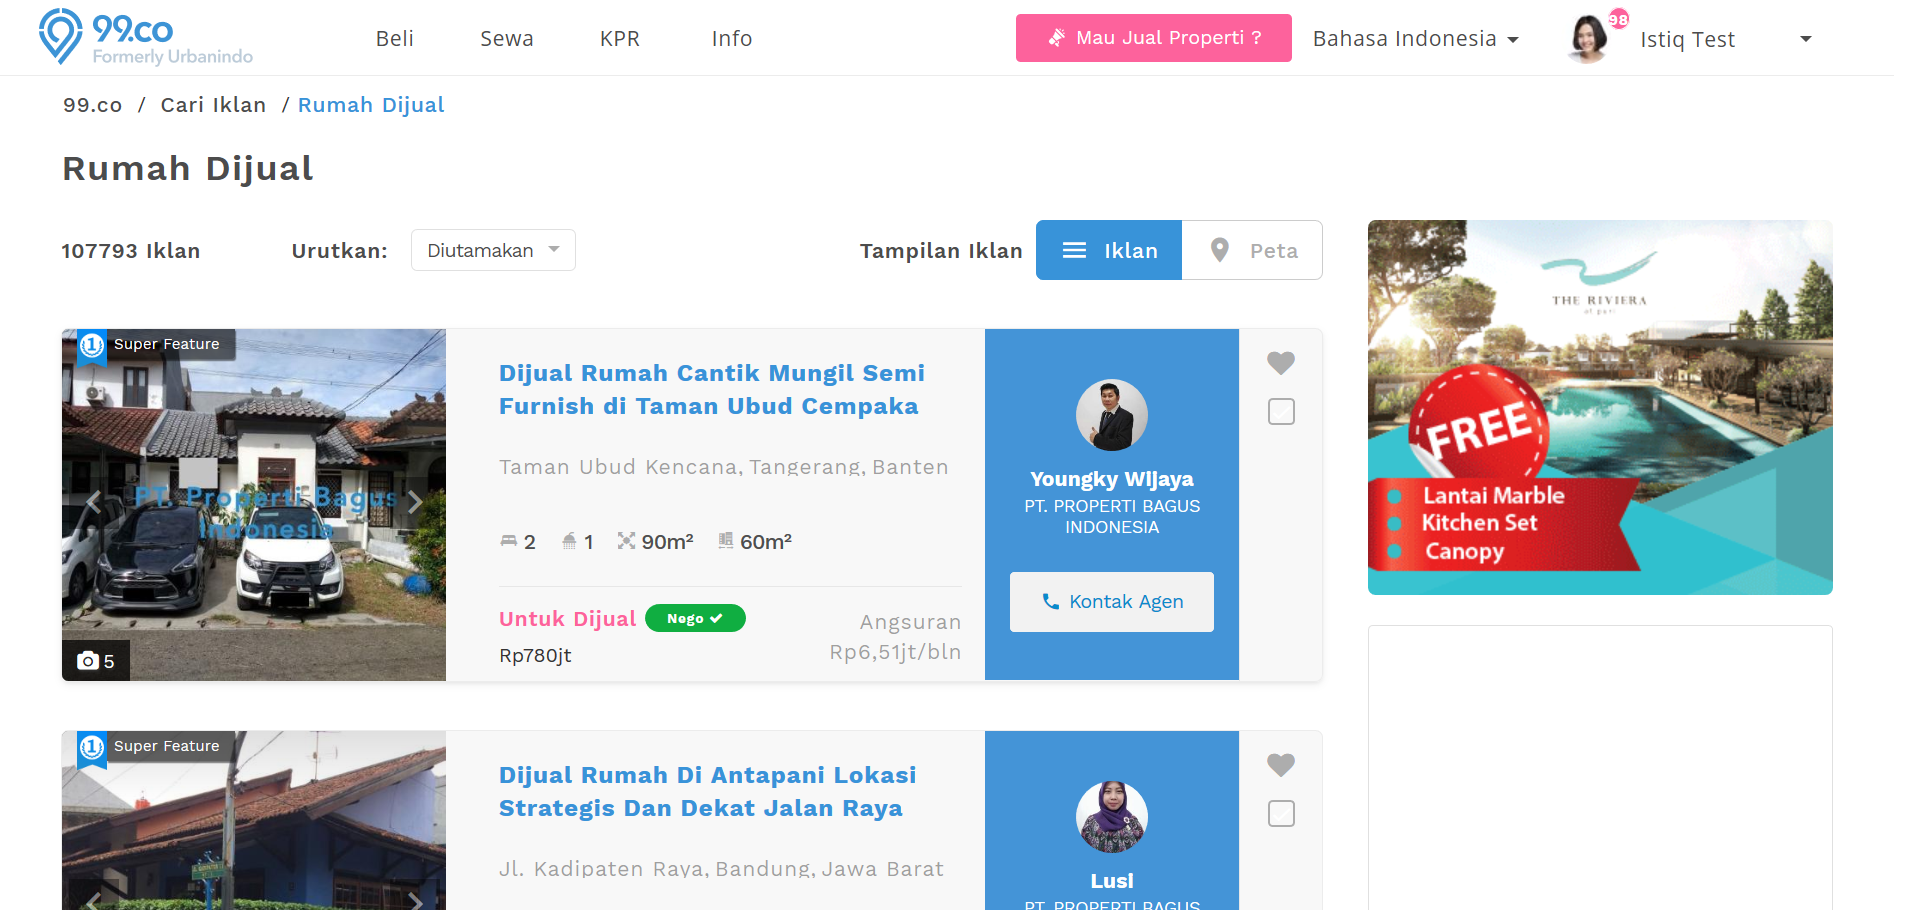 99.co
Formerly Urbanindo
Beli
Sewa
KPR
Info
Mau Jual Properti ?
Bahasa Indonesia
98
Istiq Test
99.co / Cari Iklan / Rumah Dijual
Rumah Dijual
107793 Iklan
Urutkan:
Diutamakan
Tampilan Iklan
Iklan
Peta
1
Super Feature
PT. Properti Bagus
Indonesia
5
Dijual Rumah Cantik Mungil Semi
Furnish di Taman Ubud Cempaka
Taman Ubud Kencana, Tangerang, Banten
2
1
90m²
60m²
Untuk Dijual
Nego
Rp780jt
Angsuran
Rp6,51jt/bln
Youngky Wijaya
PT. PROPERTI BAGUS
INDONESIA
Kontak Agen
THE RIVIERA
FREE
Lantai Marble
Kitchen Set
Canopy
1
Super Feature
Dijual Rumah Di Antapani Lokasi
Strategis Dan Dekat Jalan Raya
Jl. Kadipaten Raya, Bandung, Jawa Barat
Lusi
PT. PROPERTI BAGUS